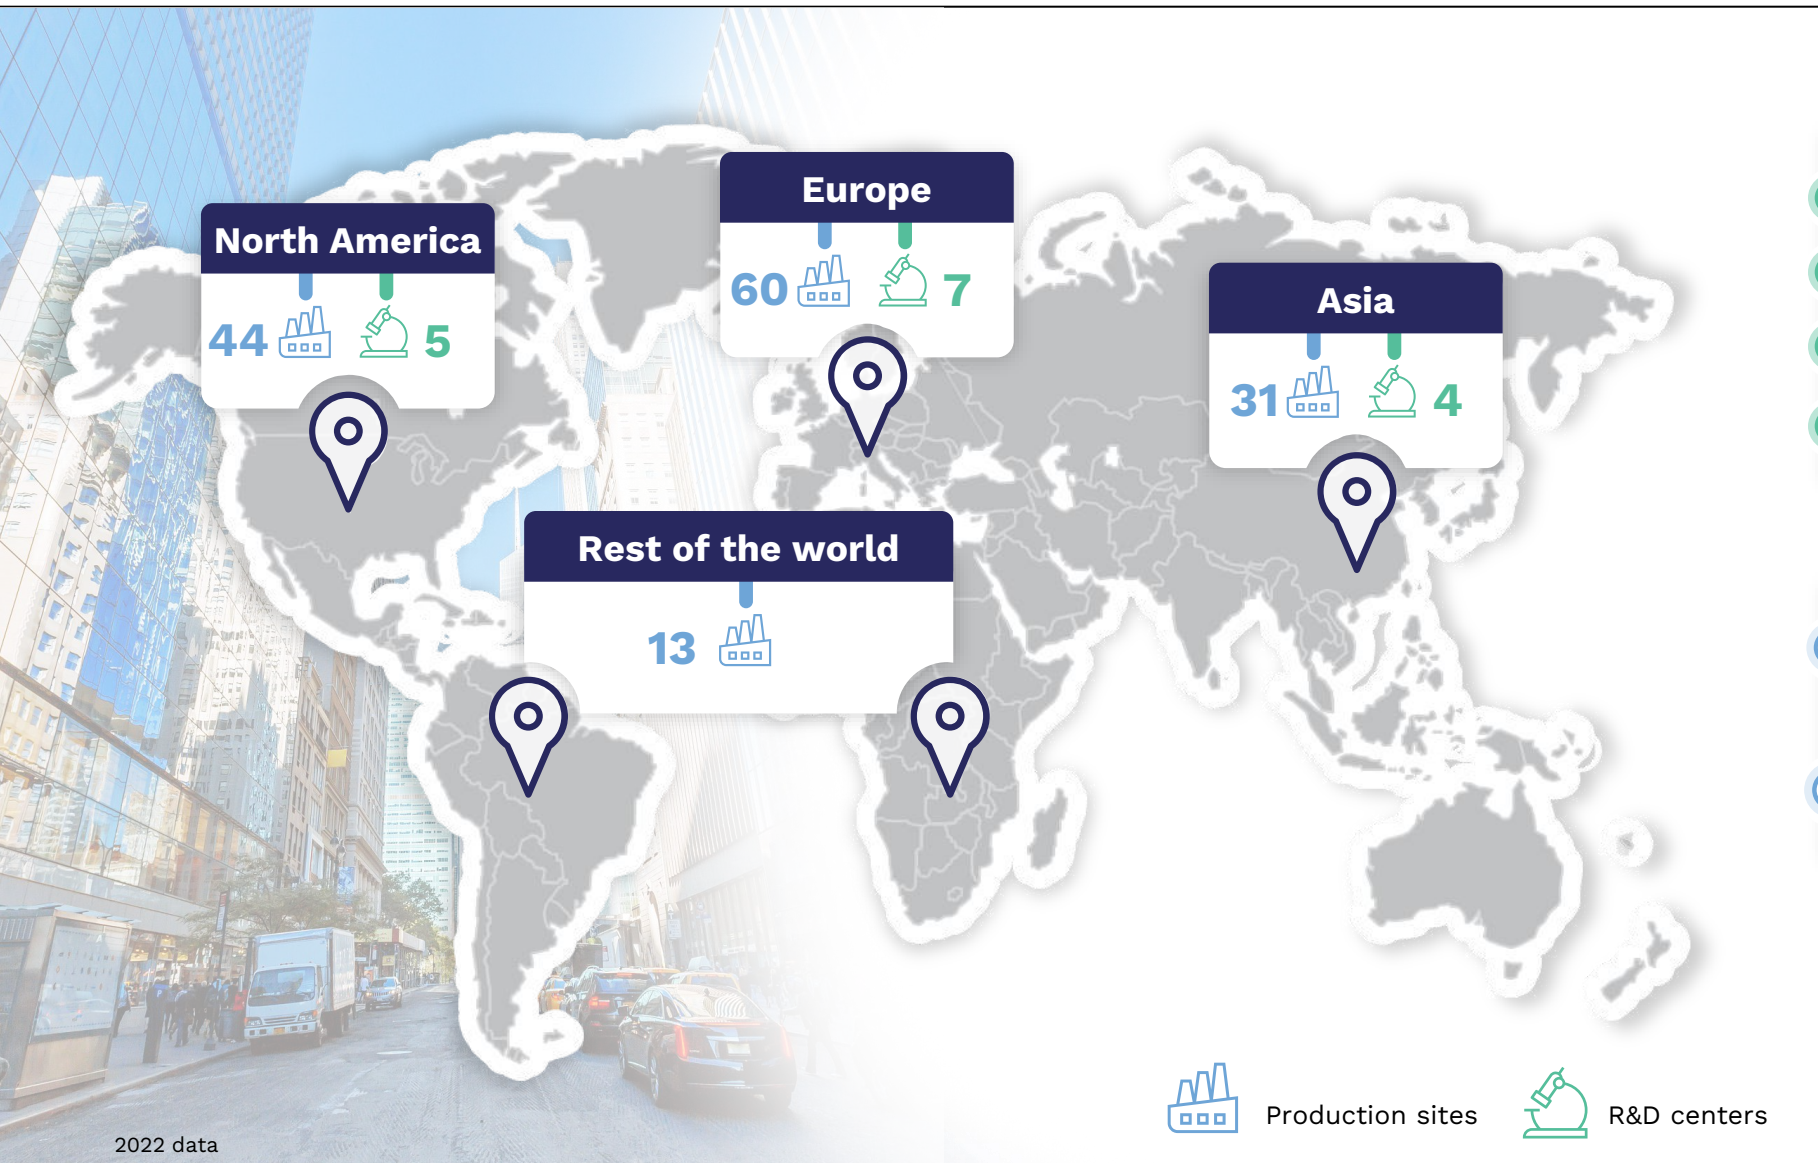 Europe
60 7
North America
44 5
Asia
31 4
Rest of the world
13
Production sites
R&D centers
2022 data